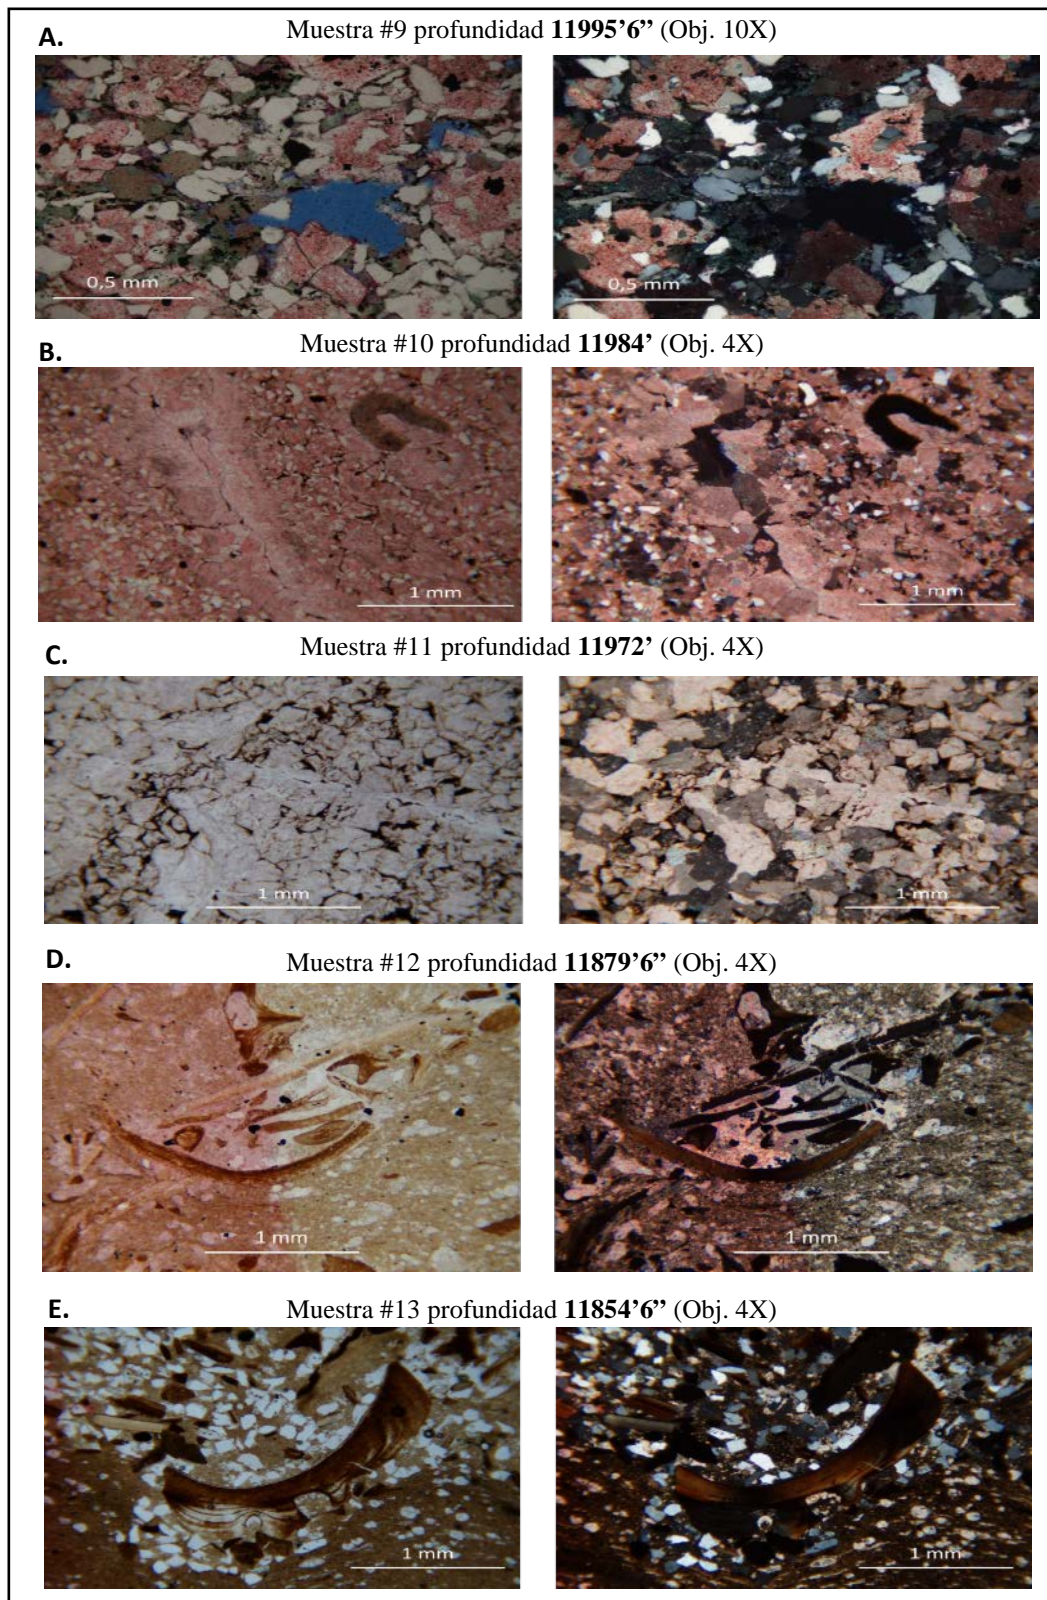 A.
Muestra #9 profundidad 11995’6” (Obj. 10X)
0,5 mm
0,5 mm
B.
Muestra #10 profundidad 11984’ (Obj. 4X)
1 mm
1 mm
C.
Muestra #11 profundidad 11972’ (Obj. 4X)
1 mm
1 mm
D.
Muestra #12 profundidad 11879’6” (Obj. 4X)
1 mm
1 mm
E.
Muestra #13 profundidad 11854’6” (Obj. 4X)
1 mm
1 mm